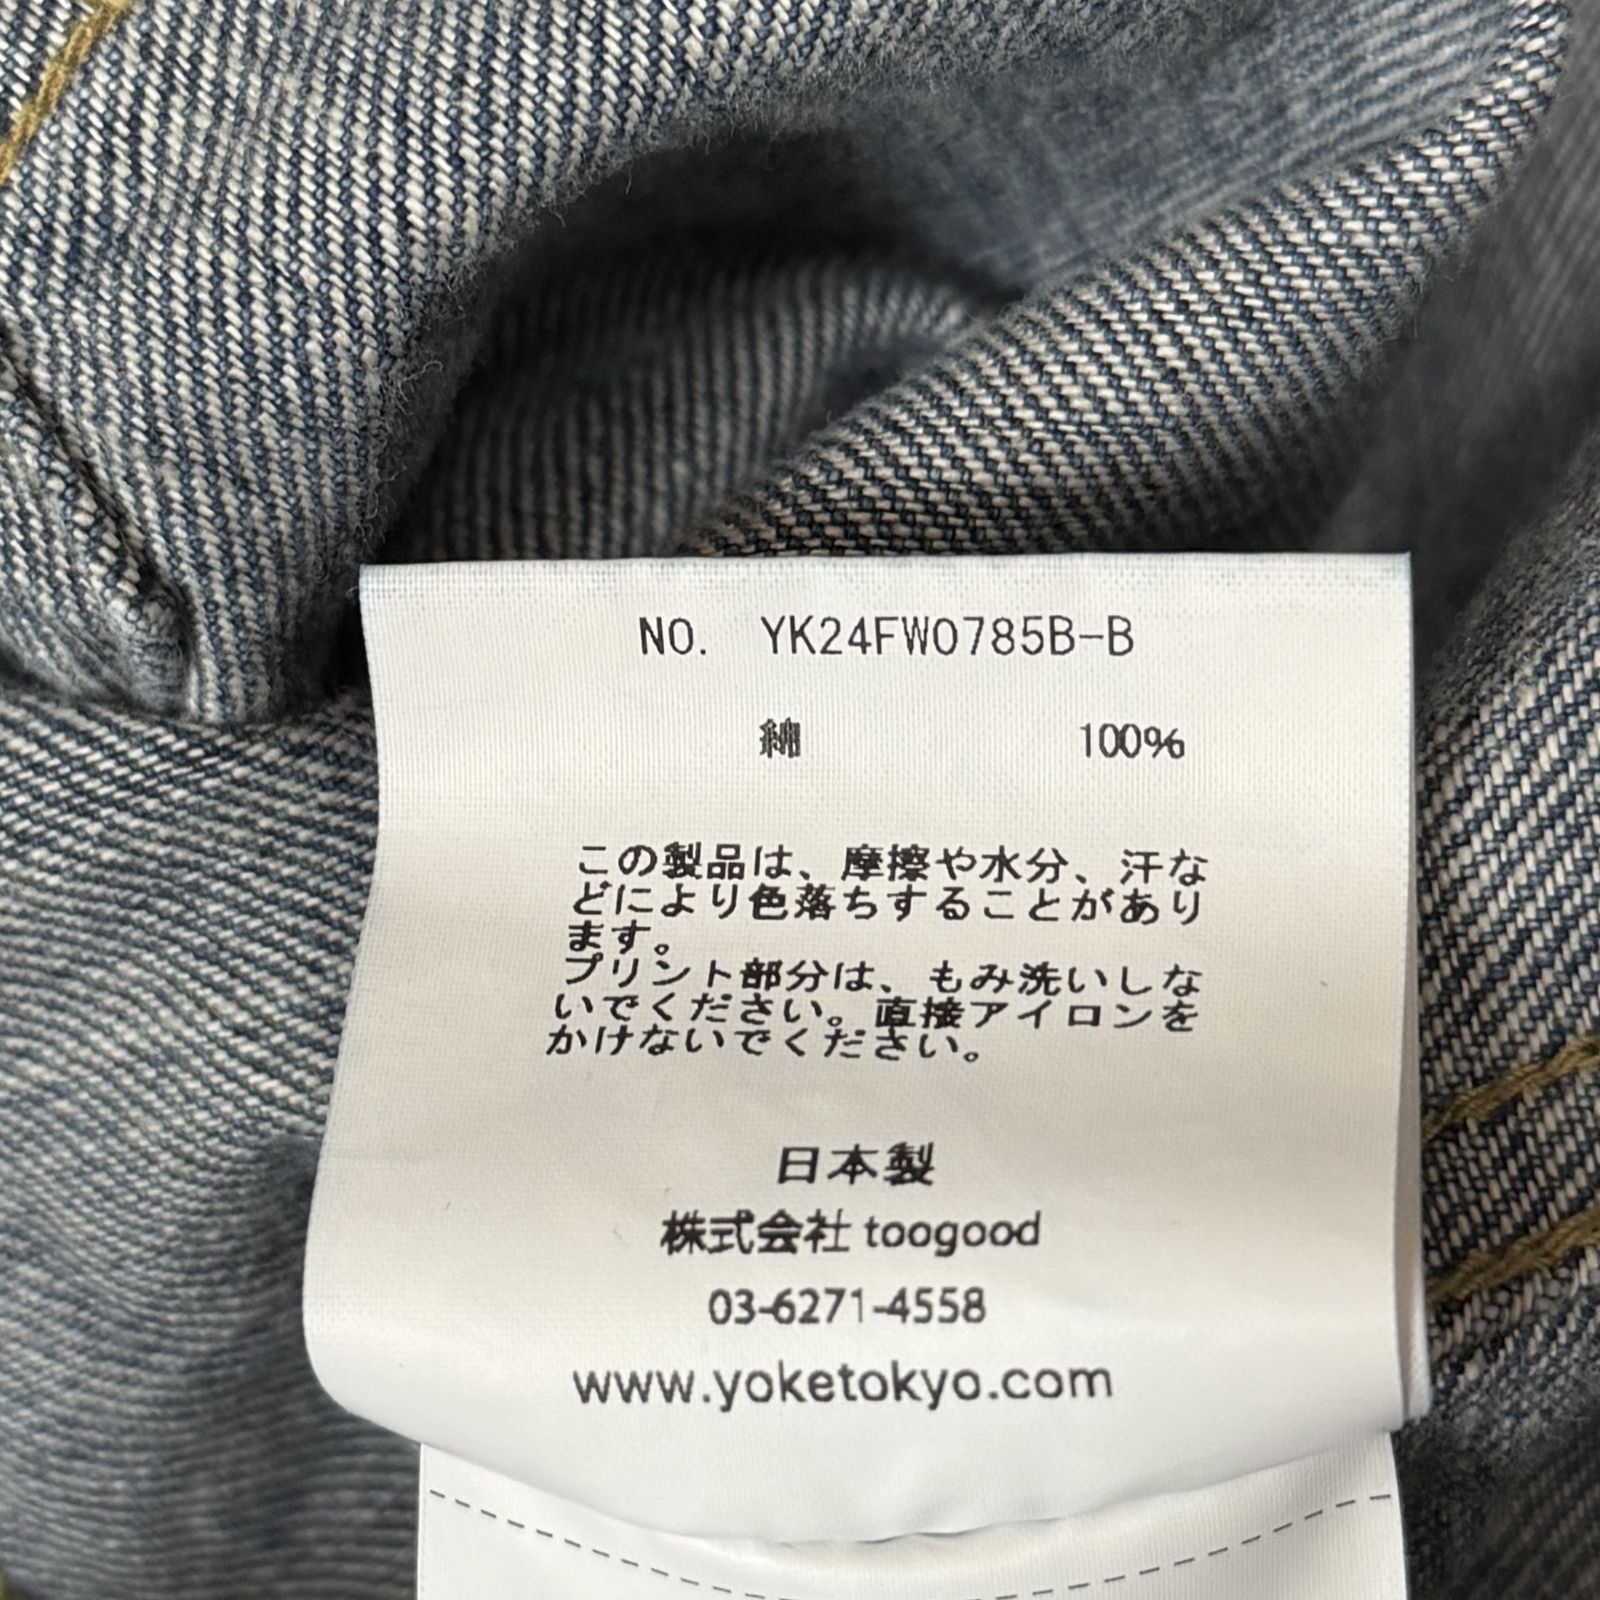 NO. YK24FW0785B-B
綿 100%
この製品は、摩擦や水分、汗な
どにより色落ちすることがあり
ます。
プリント部分は、もみ洗いしな
いでください。直接アイロンを
かけないでください。
日本製
株式会社 toogood
03-6271-4558
www.yoketokyo.com